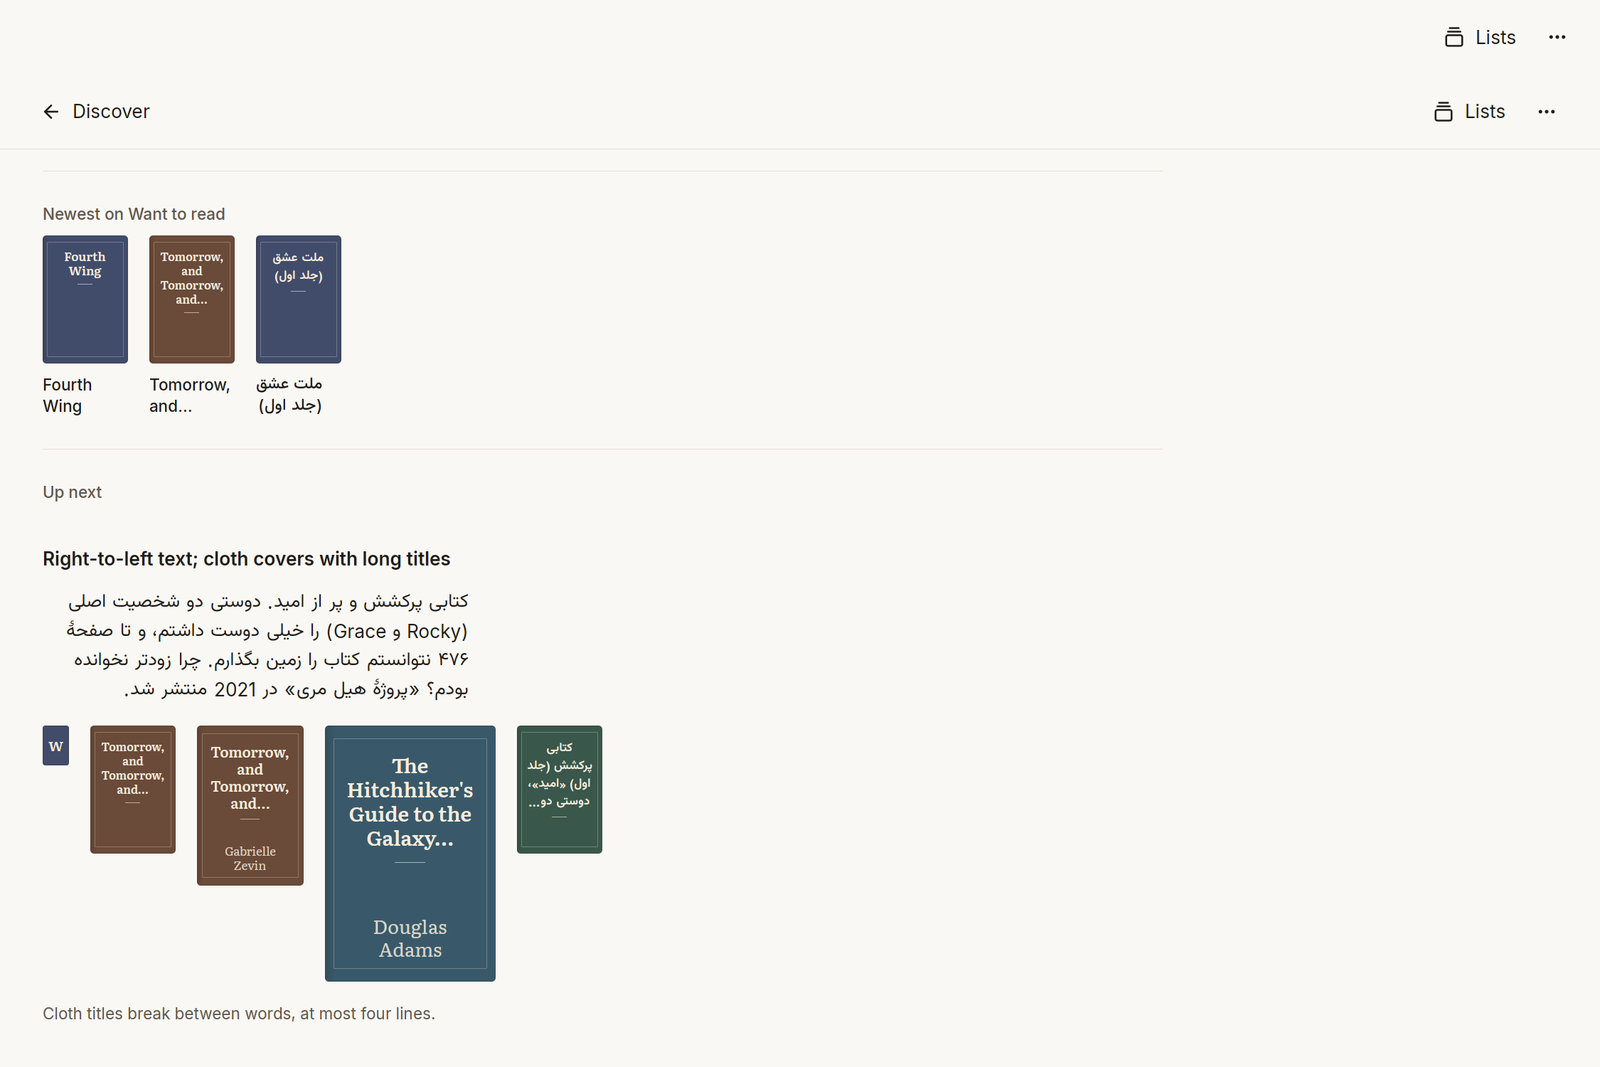 Lists
Discover
Lists
Newest on Want to read
Fourth
Wing
Tomorrow,
and
Tomorrow,
and...
ملت عشق
(جلد اول)
Fourth
Wing
Tomorrow,
and...
ملت عشق
(جلد اول)
Up next
Right-to-left text; cloth covers with long titles
کتابی پرکشش و پر از امید. دوستی دو شخصیت اصلی
(Rocky و Grace) را خیلی دوست داشتم، و تا صفحهٔ
۴۷۶ نتوانستم کتاب را زمین بگذارم. چرا زودتر نخوانده
بودم؟ «پروژهٔ هیل مری» در 2021 منتشر شد.
W
Tomorrow,
and
Tomorrow,
and...
Tomorrow,
and
Tomorrow,
and...
Gabrielle
Zevin
The
Hitchhiker's
Guide to the
Galaxy...
Douglas
Adams
کتابی
پرکشش (جلد
اول) «امید»،
دوستی دو...
Cloth titles break between words, at most four lines.